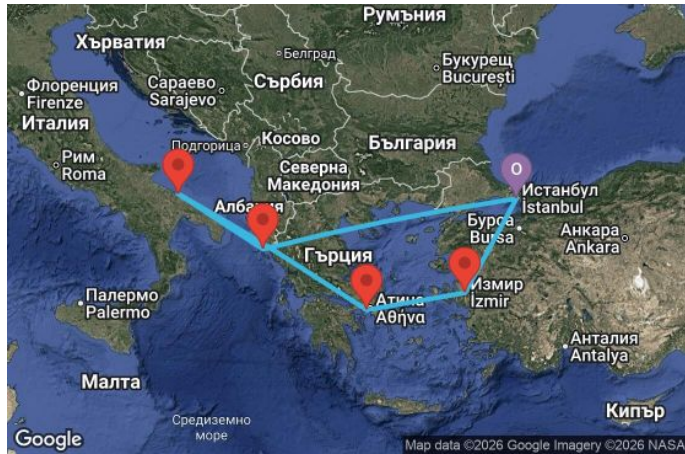 Румъния
Хърватия
Белград
Букурещ
București
Флоренция
Firenze
Сараево
Sarajevo
Сърбия
Италия
Подгорица
Косово
България
Рим
Roma
Северна
Македония
Албания
O
Истанбул
İstanbul
Бурса
Bursa
Анкара
Ankara
Гърция
Измир
İzmir
Атина
Αθήνα
Палермо
Palermo
Анталия
Antalya
Малта
Средиземно
море
Кипър
Google
Map data ©2026 Google Imagery ©2026 NASA